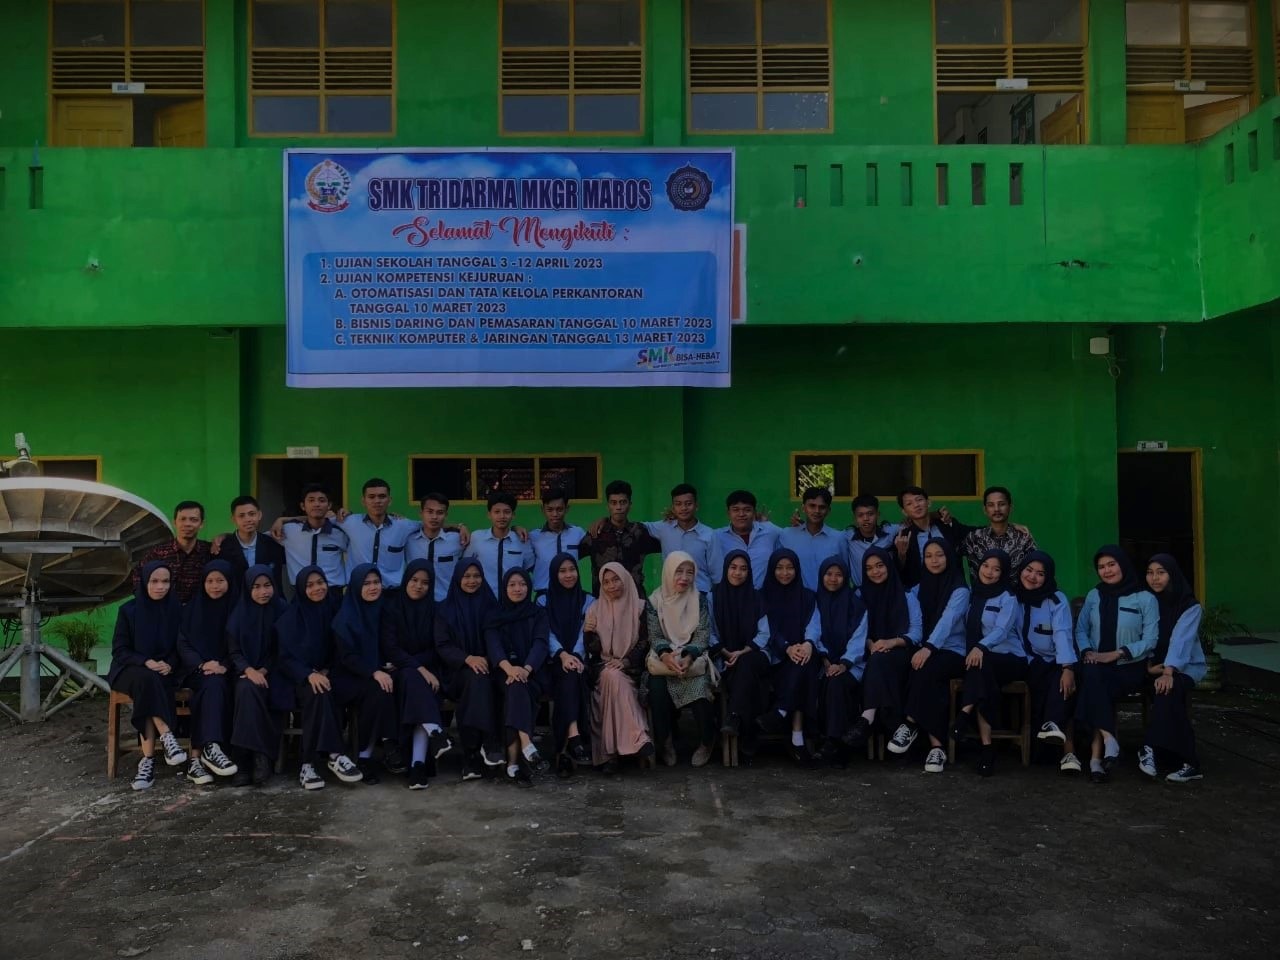 SMK TRIDARMA MKGR MAROS
Selamat Mengikuti :
1. UJIAN SEKOLAH TANGGAL 3 -12 APRIL 2023
2. UJIAN KOMPETENSI KEJURUAN :
A. OTOMATISASI DAN TATA KELOLA PERKANTORAN
TANGGAL 10 MARET 2023
B. BISNIS DARING DAN PEMASARAN TANGGAL 10 MARET 2023
C. TEKNIK KOMPUTER & JARINGAN TANGGAL 13 MARET 2023
SMK BISA-HEBAT